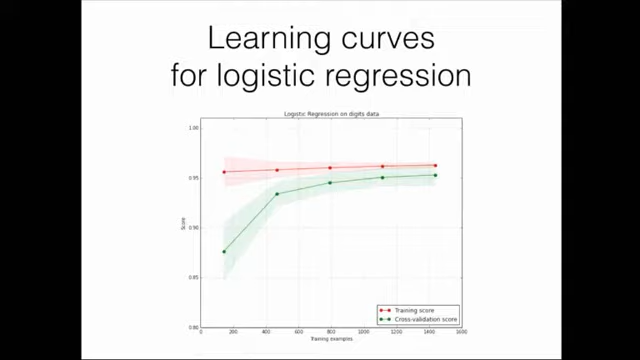 Learning curves
for logistic regression
Logistic Regression on digits data
1.00
0.95
0.90
0.85
0.80
Score
0 200 400 600 800 1000 1200 1400 1600
Training examples
Training score
Cross-validation score